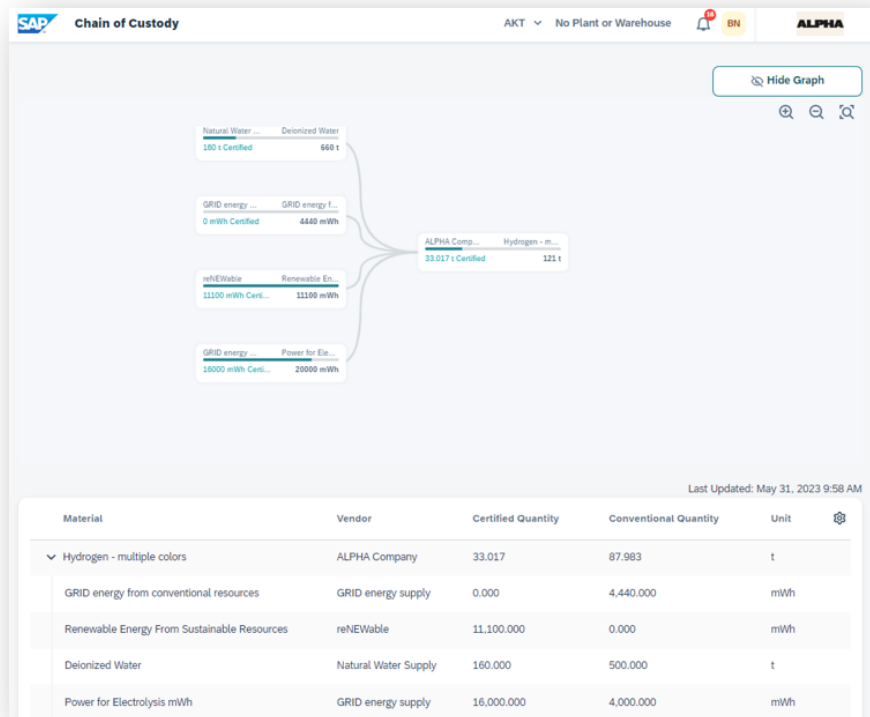 SAP Chain of Custody AKT No Plant or Warehouse 16 BN ALPHA
Hide Graph
Natural Water ... Deionized Water
160 t Certified 660 t
GRID energy ... GRID energy f...
0 mWh Certified 4440 mWh
ALPHA Comp... Hydrogen - m...
33.017 t Certified 121 t
reNEWable Renewable En...
11100 mWh Certi... 11100 mWh
GRID energy ... Power for Ele...
16000 mWh Certi... 20000 mWh
Last Updated: May 31, 2023 9:58 AM
Material Vendor Certified Quantity Conventional Quantity Unit
Hydrogen - multiple colors ALPHA Company 33.017 87.983 t
GRID energy from conventional resources GRID energy supply 0.000 4,440.000 mWh
Renewable Energy From Sustainable Resources reNEWable 11,100.000 0.000 mWh
Deionized Water Natural Water Supply 160.000 500.000 t
Power for Electrolysis mWh GRID energy supply 16,000.000 4,000.000 mWh